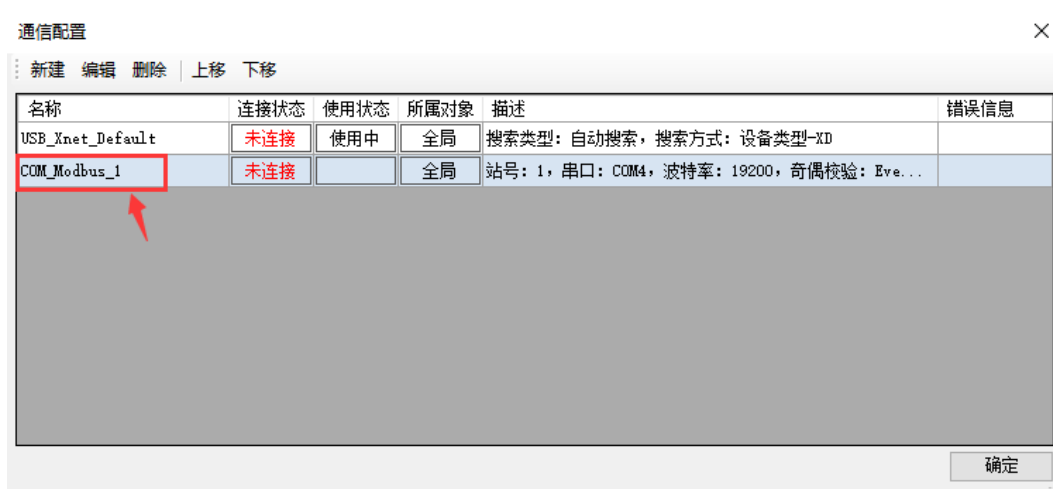 通信配置
新建 编辑 删除 上移 下移
名称 连接状态 使用状态 所属对象 描述 错误信息
USB_Xnet_Default 未连接 使用中 全局 搜索类型: 自动搜索, 搜索方式: 设备类型-XD
COM_Modbus_1 未连接 全局 站号: 1, 串口: COM4, 波特率: 19200, 奇偶校验: Eve...
确定